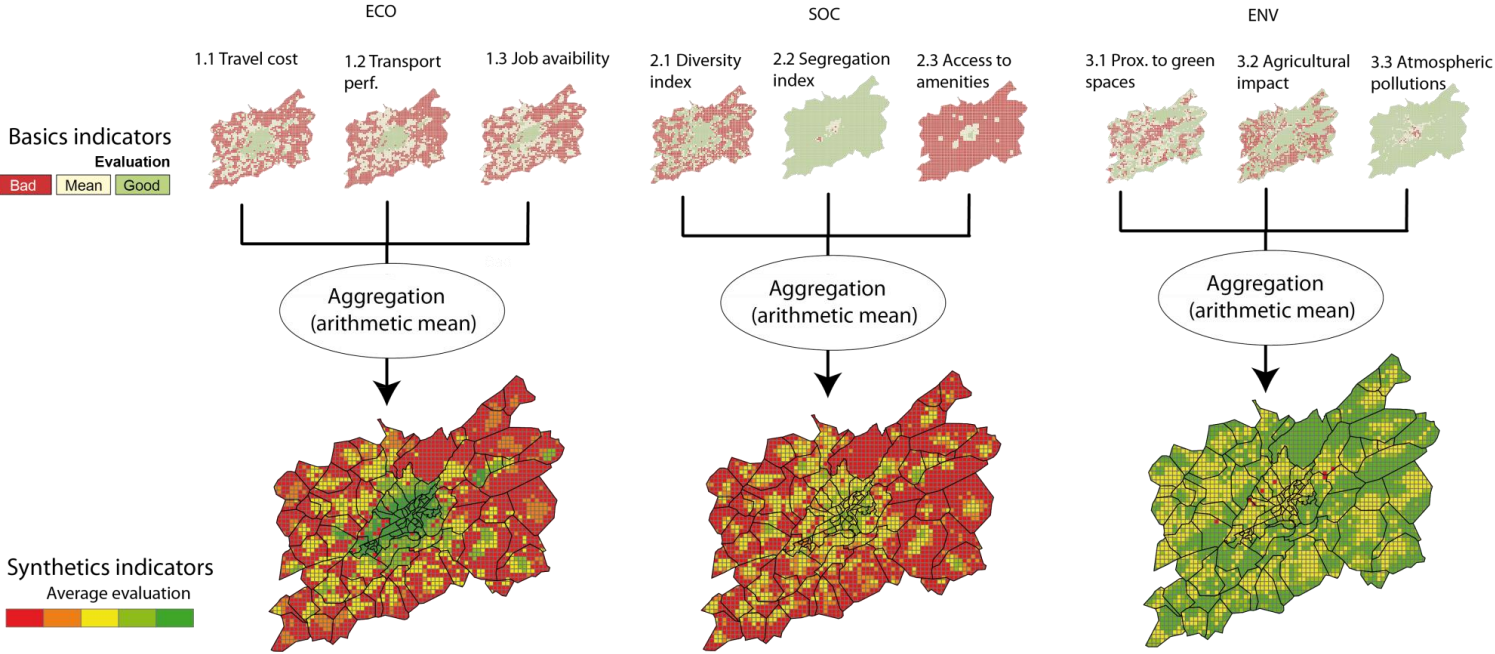 ECO
SOC
ENV
1.1 Travel cost
1.2 Transport
perf.
1.3 Job avaibility
2.1 Diversity
index
2.2 Segregation
index
2.3 Access to
amenities
3.1 Prox. to green
spaces
3.2 Agricultural
impact
3.3 Atmospheric
pollutions
Basics indicators
Evaluation
Bad
Mean
Good
Aggregation
(arithmetic mean)
Aggregation
(arithmetic mean)
Aggregation
(arithmetic mean)
Synthetics indicators
Average evaluation